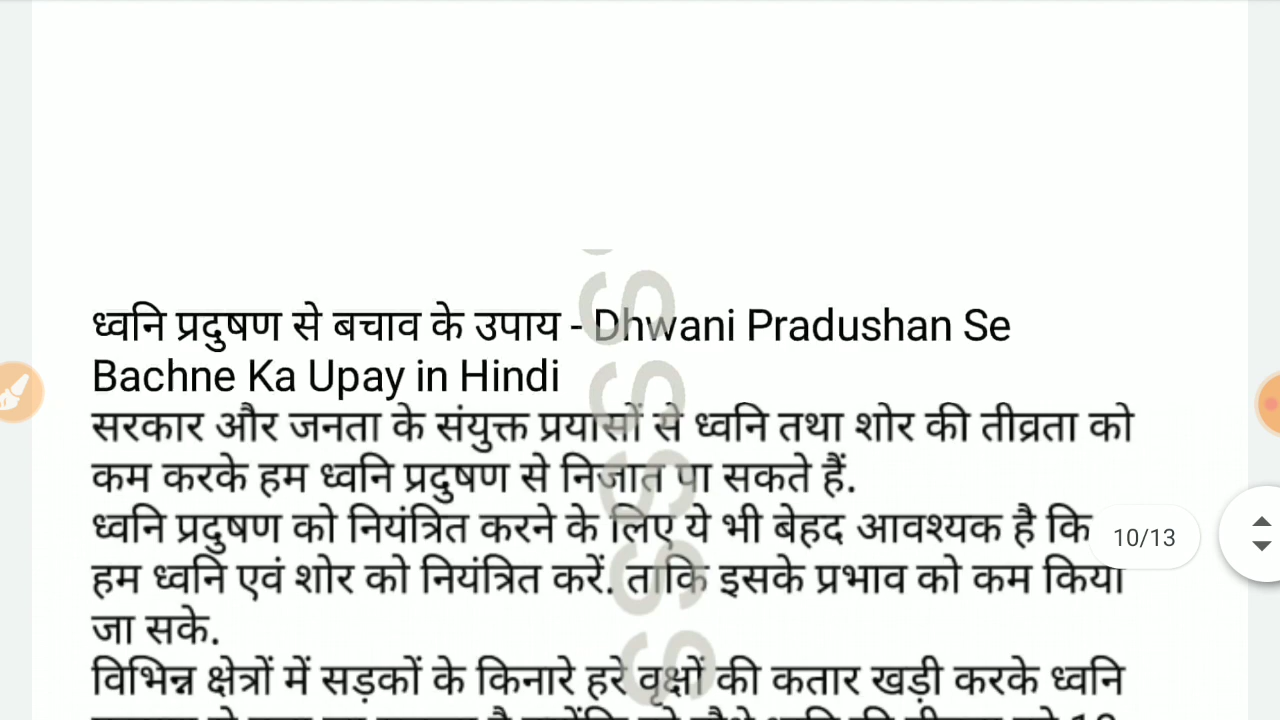 ध्वनि प्रदुषण से बचाव के उपाय - Dhwani Pradushan Se
Bachne Ka Upay in Hindi
सरकार और जनता के संयुक्त प्रयासों से ध्वनि तथा शोर की तीव्रता को
कम करके हम ध्वनि प्रदुषण से निजात पा सकते हैं.
ध्वनि प्रदुषण को नियंत्रित करने के लिए ये भी बेहद आवश्यक है कि
10/13
हम ध्वनि एवं शोर को नियंत्रित करें. ताकि इसके प्रभाव को कम किया
जा सके.
विभिन्न क्षेत्रों में सड़कों के किनारे हरे वृक्षों की कतार खड़ी करके ध्वनि